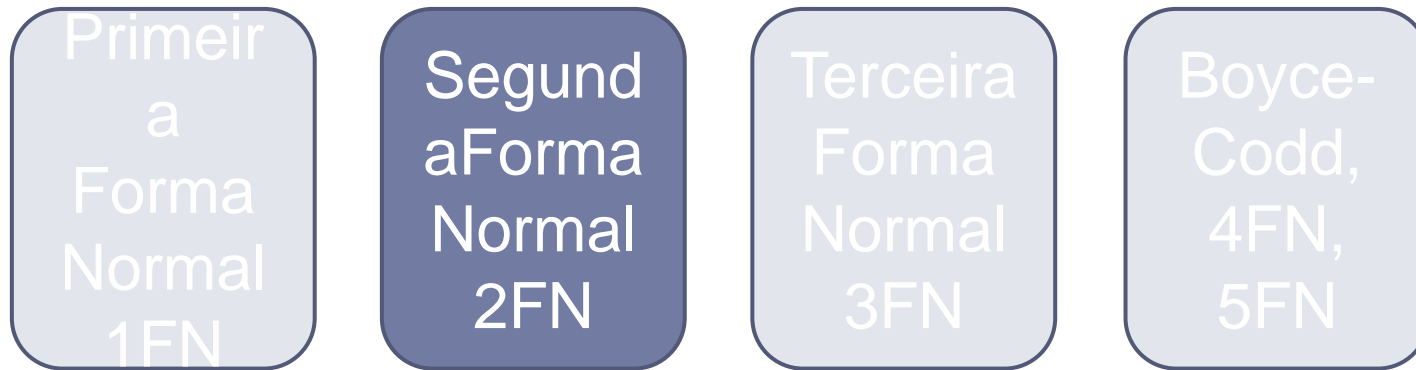 Primeir
a
Forma
Normal
1FN
Segund
aForma
Normal
2FN
Terceira
Forma
Normal
3FN
Boyce-
Codd,
4FN,
5FN